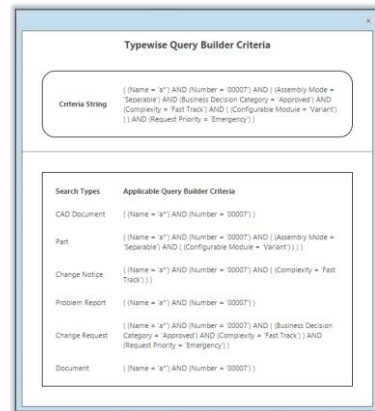 ×
Typewise Query Builder Criteria
Criteria String
( (Name = 'a*') AND (Number = '00007') AND ( (Assembly Mode =
'Separable') AND (Business Decision Category = 'Approved') AND
(Complexity = 'Fast Track') AND ( (Configurable Module = 'Variant')
) ) AND (Request Priority = 'Emergency') )
Search Types Applicable Query Builder Criteria
CAD Document ( (Name = 'a*') AND (Number = '00007') )
Part
( (Name = 'a*') AND (Number = '00007') AND ( (Assembly Mode =
'Separable') AND ( (Configurable Module = 'Variant') ) ) )
Change Notice
( (Name = 'a*') AND (Number = '00007') AND ( (Complexity = 'Fast
Track') ) )
Problem Report ( (Name = 'a*') AND (Number = '00007') )
Change Request
( (Name = 'a*') AND (Number = '00007') AND ( (Business Decision
Category = 'Approved') AND (Complexity = 'Fast Track') ) AND
(Request Priority = 'Emergency') )
Document ( (Name = 'a*') AND (Number = '00007') )